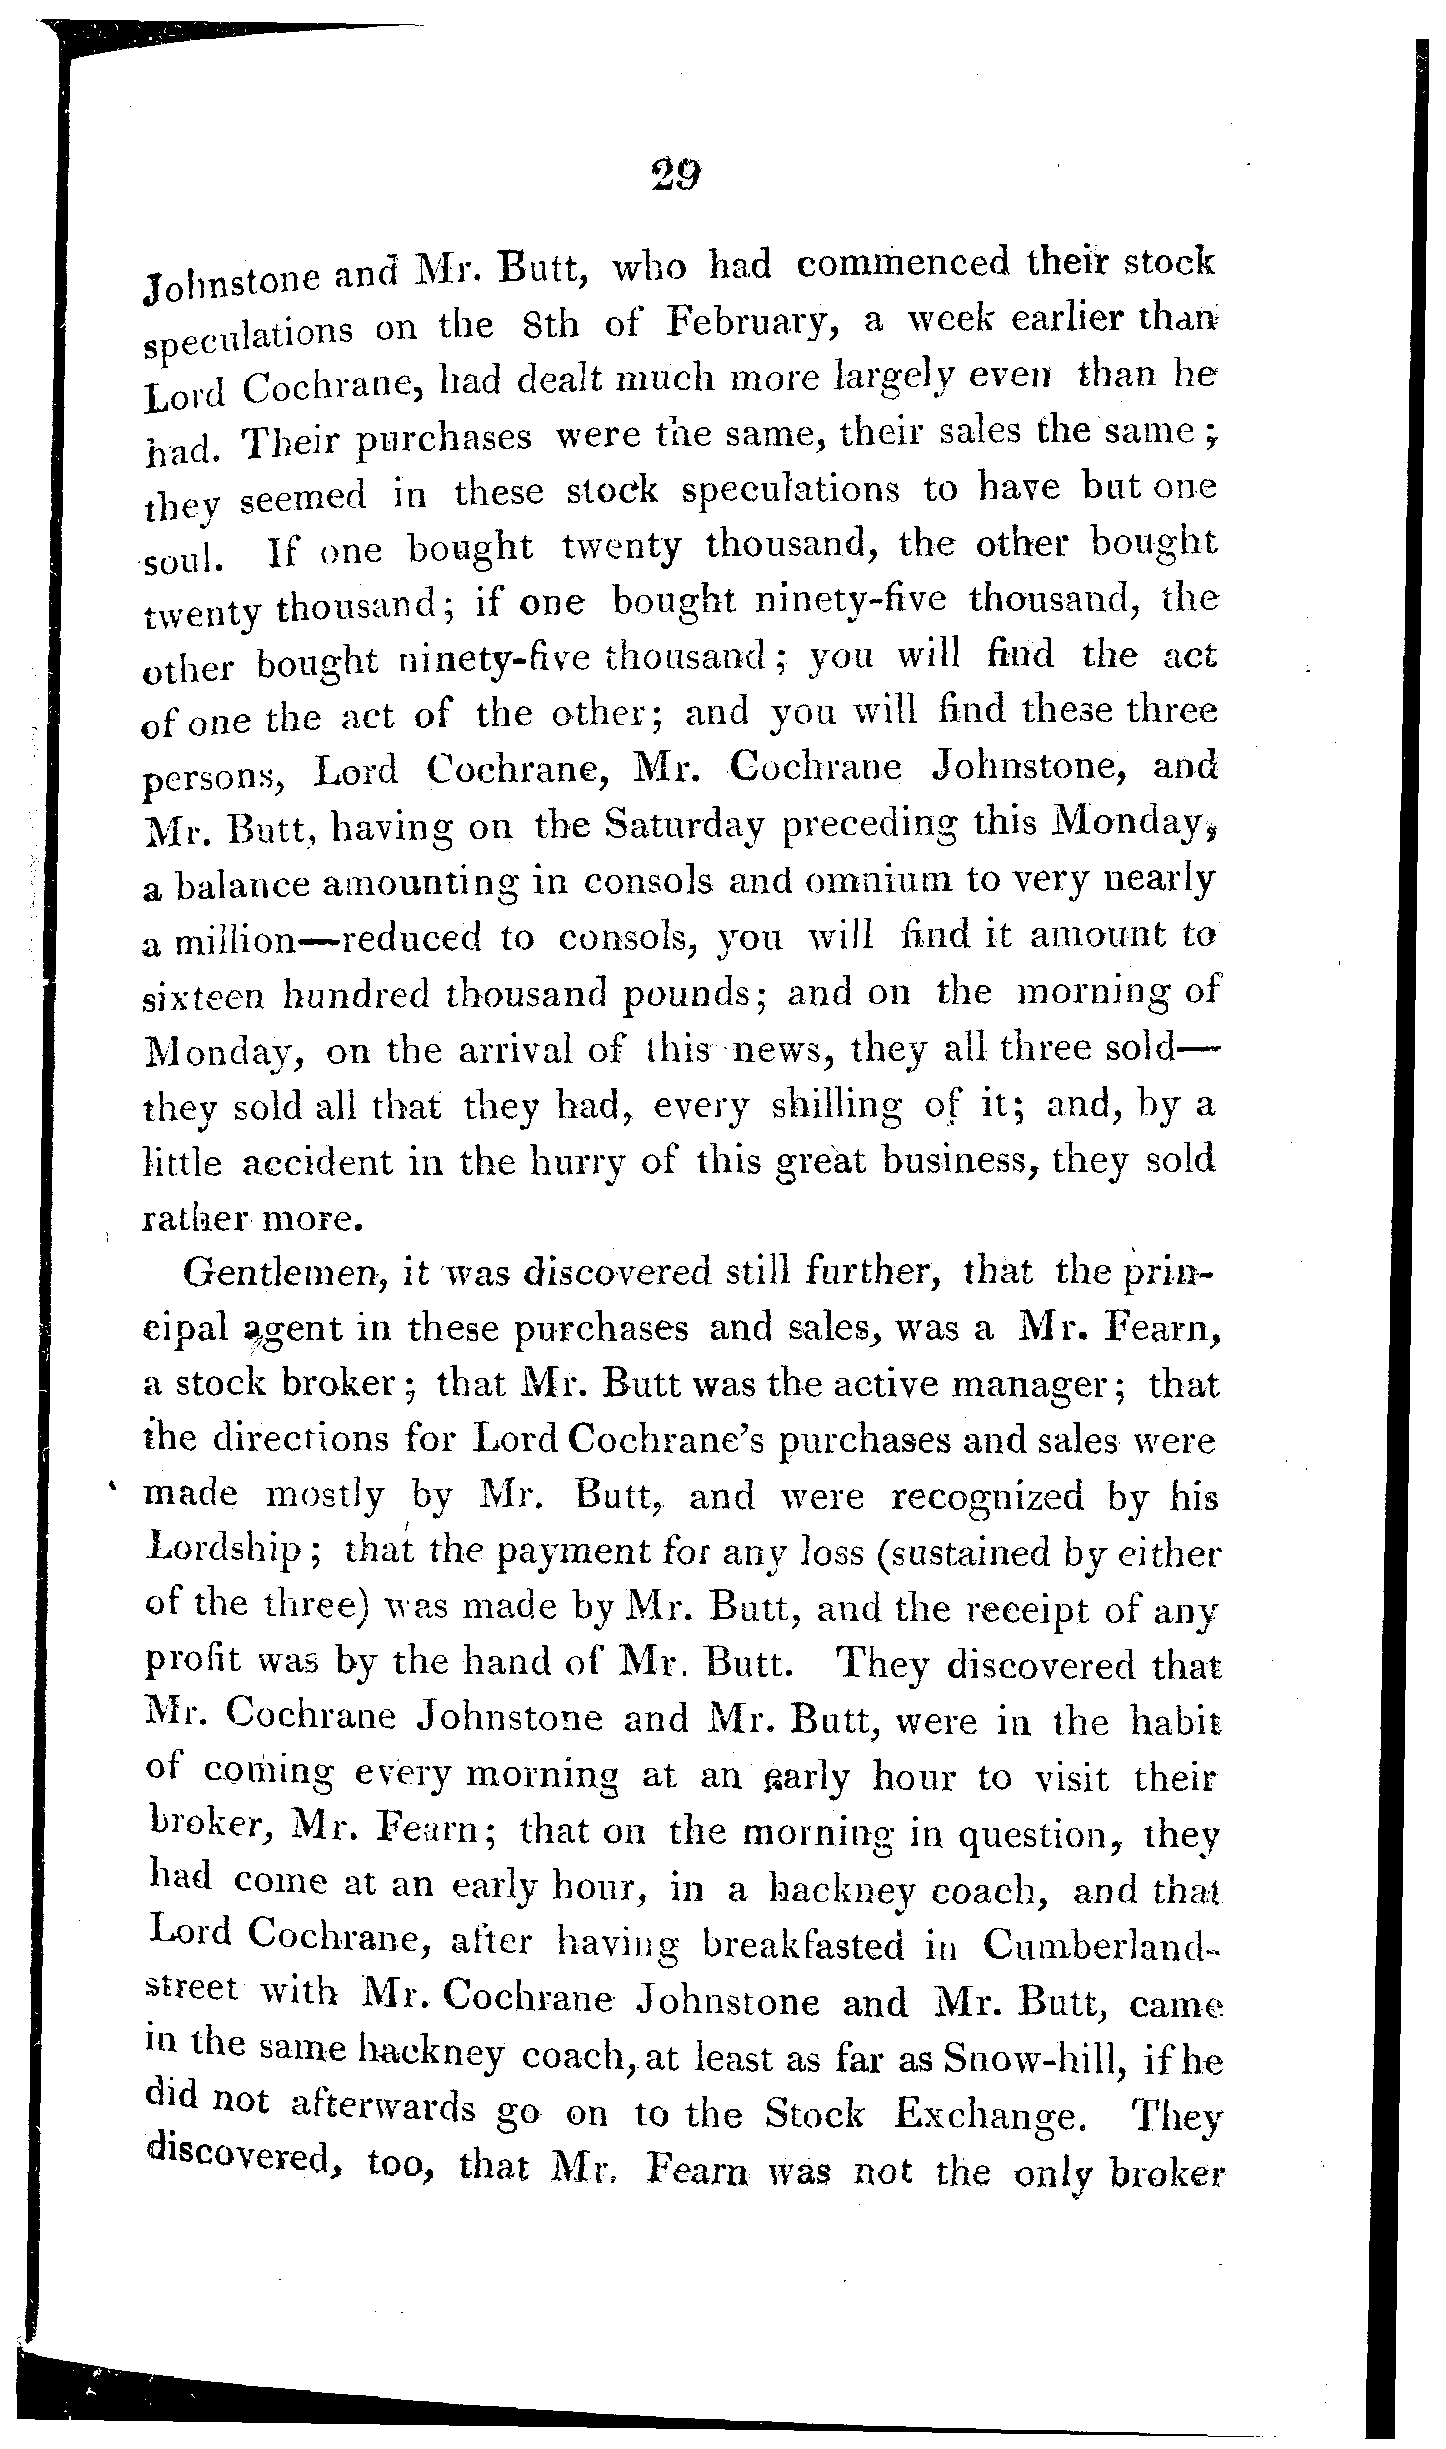 29
Johnstone and Mr. Butt, who had commenced their stock
speculations on the 8th of February, a week earlier than
Lord Cochrane, had dealt much more largely even than he
had. Their purchases were the same, their sales the same;
they seemed in these stock speculations to have but one
soul. If one bought twenty thousand, the other bought
twenty thousand; if one bought ninety-five thousand, the
other bought ninety-five thousand; you will find the act
of one the act of the other; and you will find these three
persons, Lord Cochrane, Mr. Cochrane Johnstone, and
Mr. Butt, having on the Saturday preceding this Monday,
a balance amounting in consols and omnium to very nearly
a million—reduced to consols, you will find it amount to
sixteen hundred thousand pounds; and on the morning of
Monday, on the arrival of this news, they all three sold—
they sold all that they had, every shilling of it; and, by a
little accident in the hurry of this great business, they sold
rather more.
Gentlemen, it was discovered still further, that the prin-
cipal agent in these purchases and sales, was a Mr. Fearn,
a stock broker; that Mr. Butt was the active manager; that
the directions for Lord Cochrane's purchases and sales were
made mostly by Mr. Butt, and were recognized by his
Lordship; that the payment for any loss (sustained by either
of the three) was made by Mr. Butt, and the receipt of any
profit was by the hand of Mr. Butt. They discovered that
Mr. Cochrane Johnstone and Mr. Butt, were in the habit
of coming every morning at an early hour to visit their
broker, Mr. Fearn; that on the morning in question, they
had come at an early hour, in a hackney coach, and that
Lord Cochrane, after having breakfasted in Cumberland-
street with Mr. Cochrane Johnstone and Mr. Butt, came
in the same hackney coach, at least as far as Snow-hill, if he
did not afterwards go on to the Stock Exchange. They
discovered, too, that Mr. Fearn was not the only broker